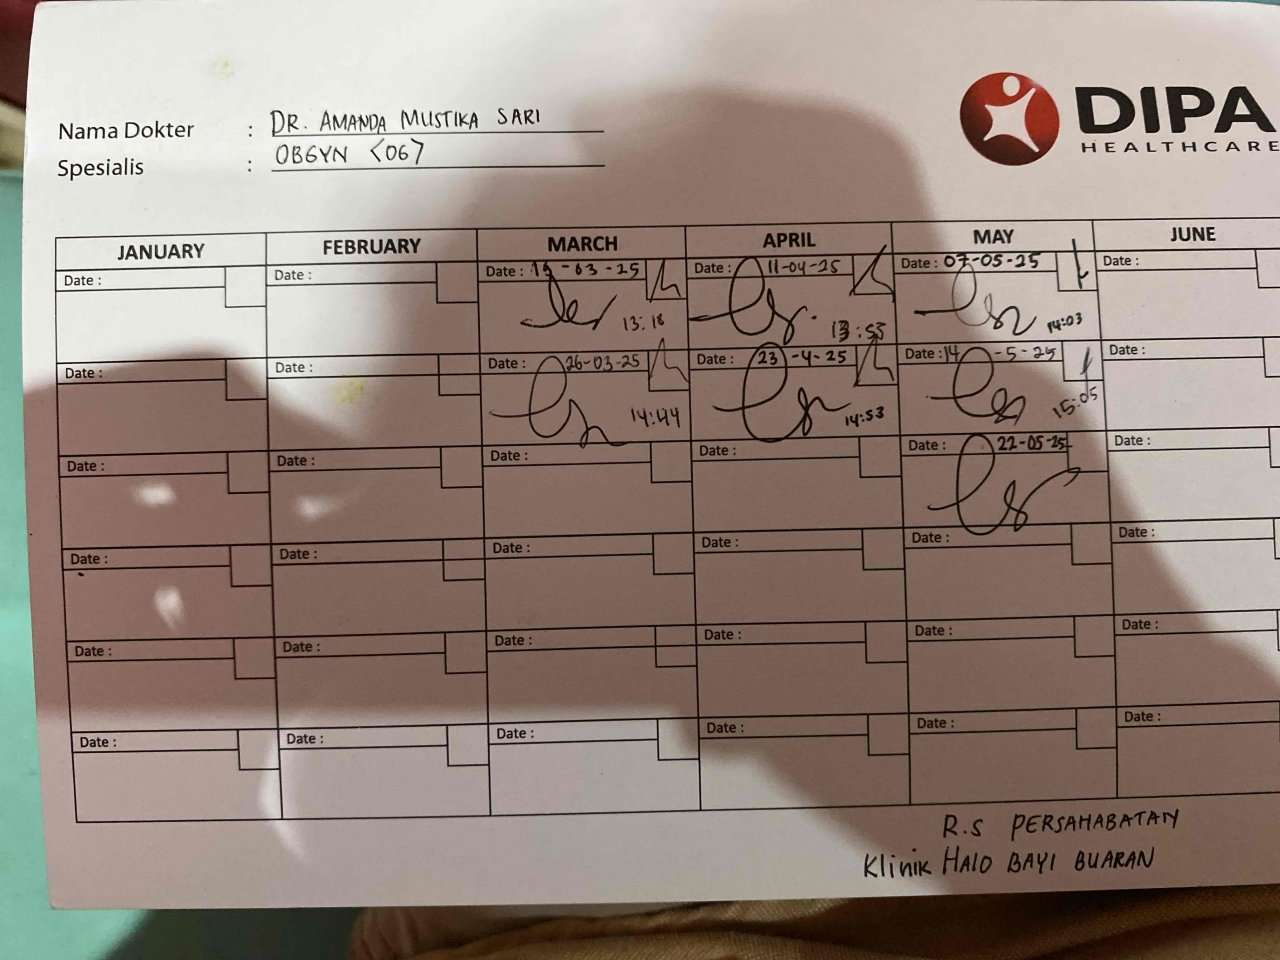 Nama Dokter : DR. AMANDA MUSTIKA SARI
Spesialis : OBGYN <OG>
DIPA
HEALTHCARE
JANUARY FEBRUARY MARCH APRIL MAY JUNE
Date : Date : Date : -03-25 Date : 11-04-25 Date : 07-05-25 Date :
13:18 13:53 14:03
Date : Date : Date : 26-03-25 Date : 23-4-25 Date : 14-5-25 Date :
14:44 14:53 15:05
Date : Date : Date : Date : Date : 22-05-25 Date :
Date : Date : Date : Date : Date : Date :
Date : Date : Date : Date : Date : Date :
Date : Date : Date : Date : Date : Date :
R.S PERSAHABATAN
Klinik HALO BAYI BUARAN